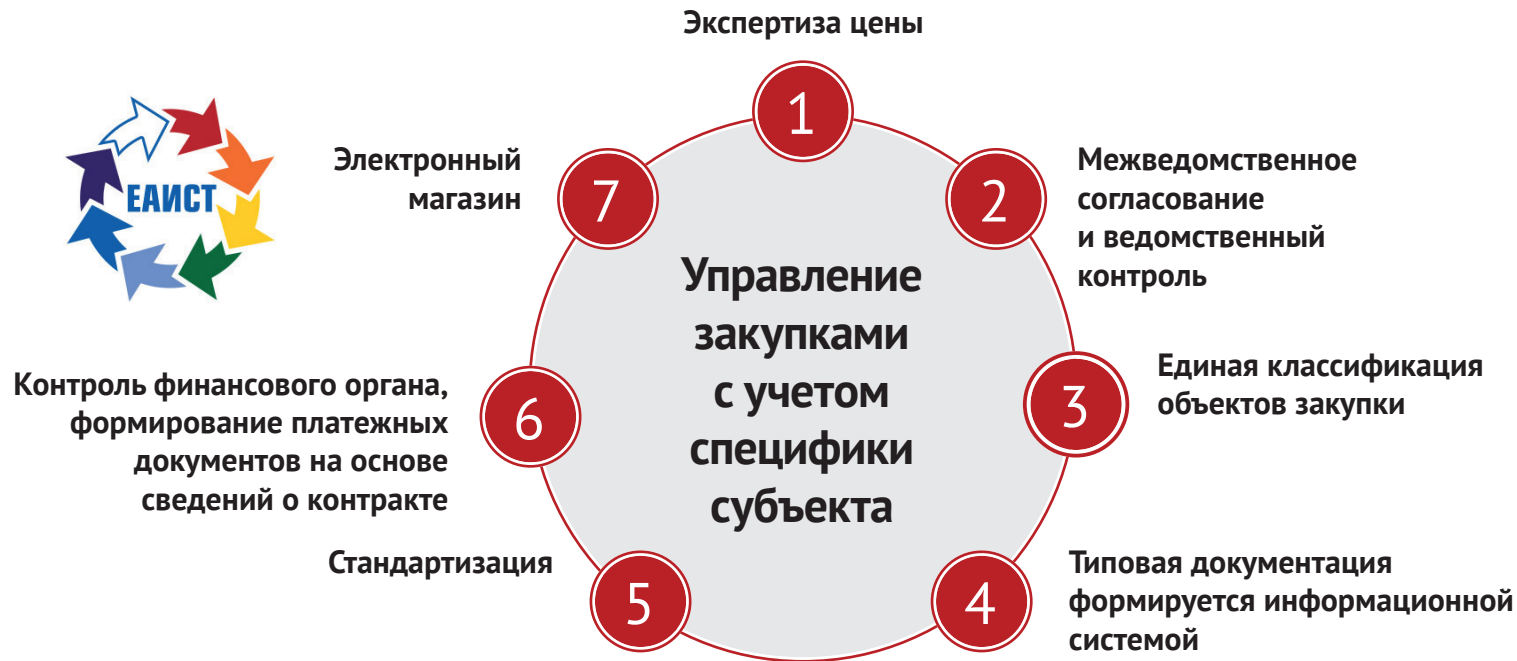 Экспертиза цены
1
ЕАИСТ
Электронный
магазин
7
2
Межведомственное
согласование
и ведомственный
контроль
Управление
закупками
с учетом
специфики
субъекта
3
Единая классификация
объектов закупки
Контроль финансового органа,
формирование платежных
документов на основе
сведений о контракте
6
Стандартизация
5
4
Типовая документация
формируется информационной
системой